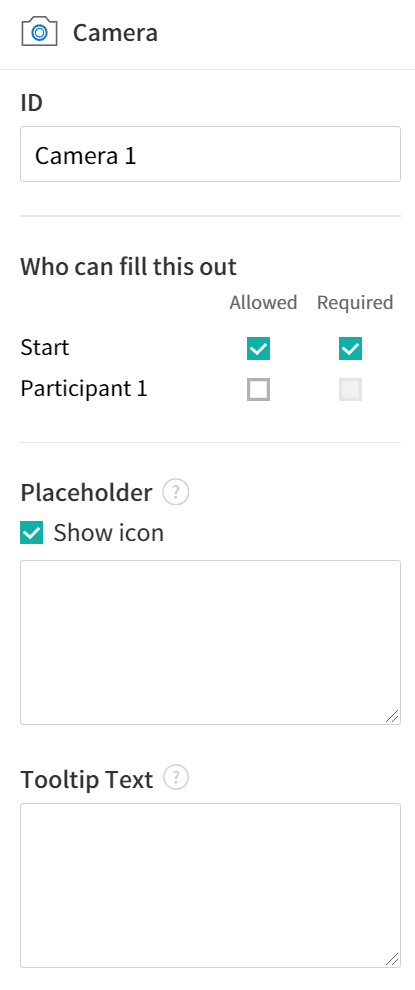 Camera
ID
Camera 1
Who can fill this out
Allowed Required
Start
Participant 1
Placeholder ?
Show icon
Tooltip Text ?